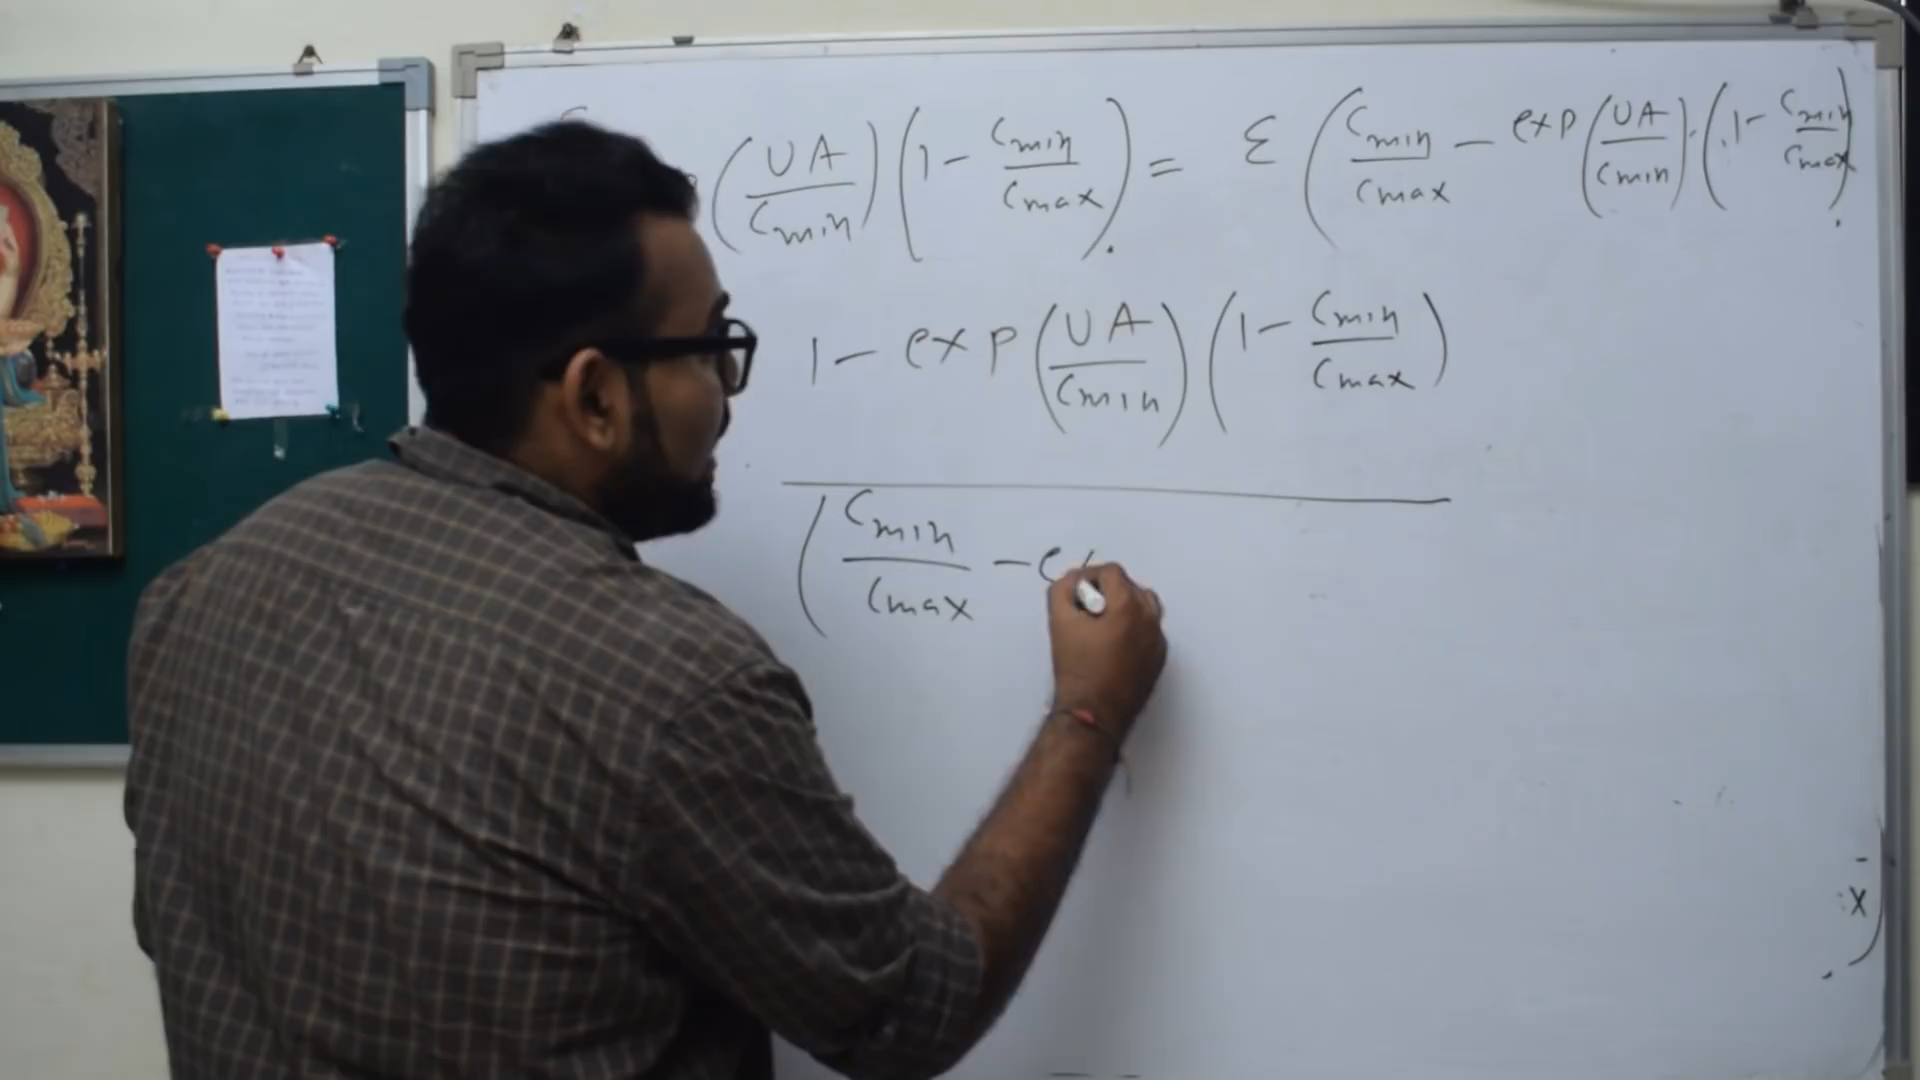 (UA/Cmin)(1 - Cmin/Cmax) = ε(Cmin/Cmax - exp(UA/Cmin).(1 - Cmin/Cmax)
1 - exp(UA/Cmin)(1 - Cmin/Cmax)
(Cmin/Cmax - e
x)